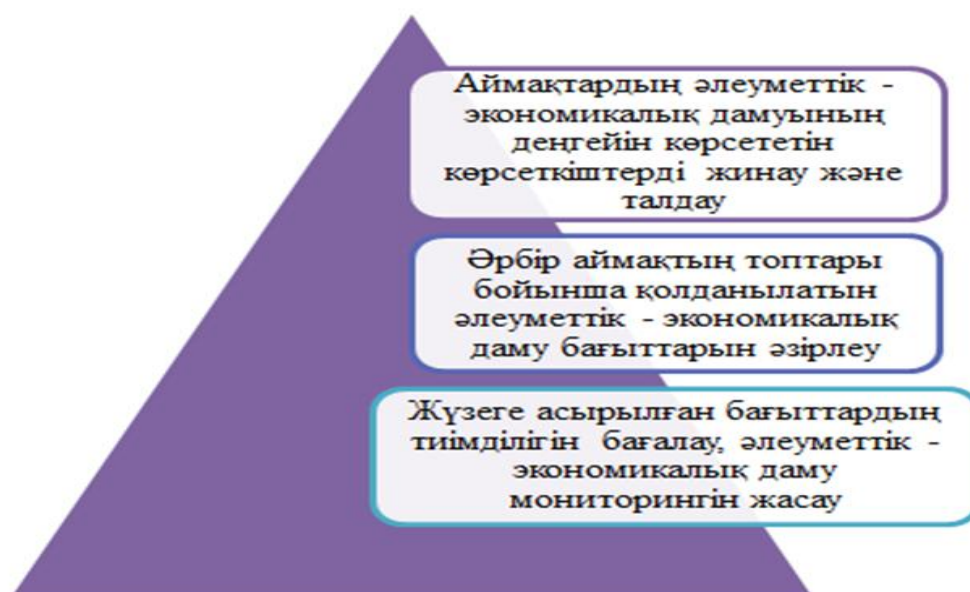 Аймақтардың әлеуметтік -
экономикалық дамуының
деңгейін көрсететін
көрсеткіштерді жинау және
талдау
Әрбір аймақтың топтары
бойынша қолданылатын
әлеуметтік - экономикалық
даму бағыттарын әзірлеу
Жүзеге асырылған бағыттардың
тиімділігін бағалау, әлеуметтік -
экономикалық даму
мониторингін жасау